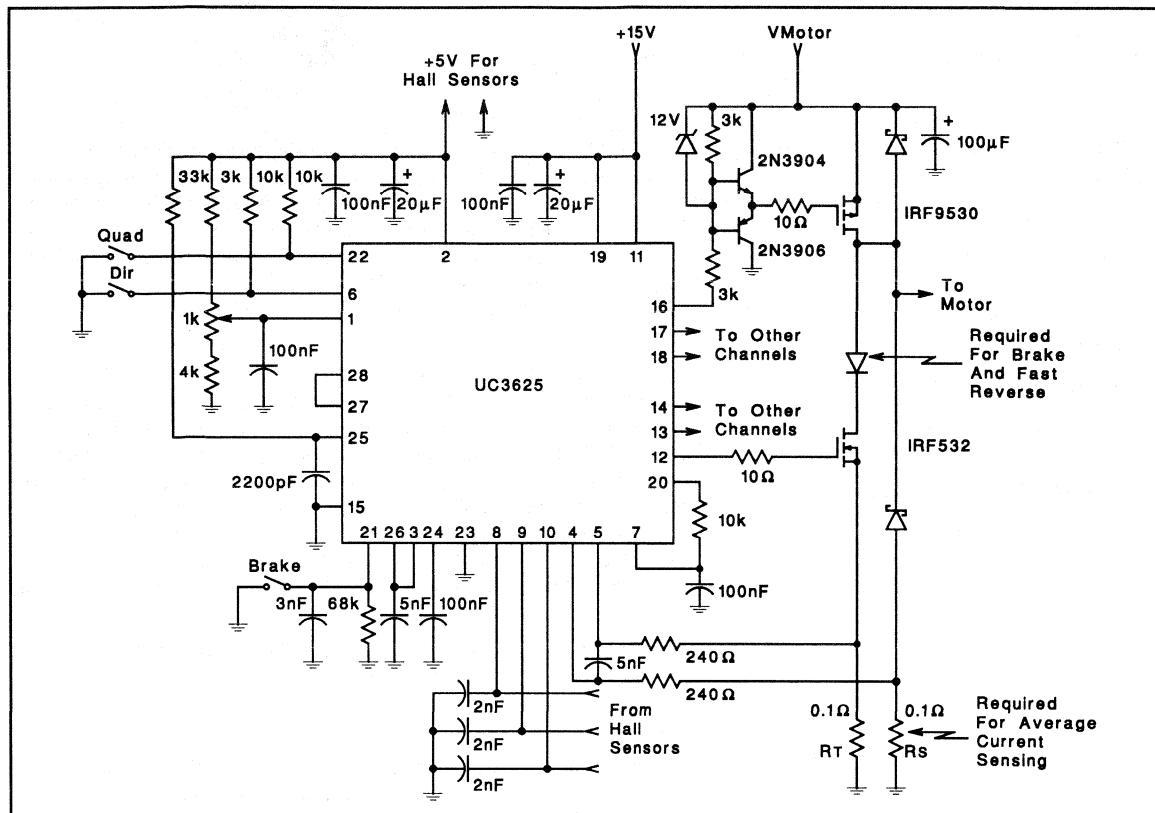 +15V
VMotor
+5V For
Hall Sensors
12V
3k
+
100µF
2N3904
33k
3k
10k
10k
+
100nF
20µF
+
100nF
20µF
10Ω
IRF9530
2N3906
Quad
22
2
19
11
Dir
6
3k
16
To
Motor
1k
1
17
To Other
Channels
18
Required
For Brake
And Fast
Reverse
100nF
4k
28
UC3625
27
14
To Other
Channels
13
25
12
10Ω
IRF532
2200pF
20
15
10k
21
26
3
24
23
8
9
10
4
5
7
Brake
3nF
68k
5nF
100nF
100nF
240Ω
5nF
240Ω
2nF
From
Hall
Sensors
2nF
2nF
0.1Ω
RT
0.1Ω
RS
Required
For Average
Current
Sensing